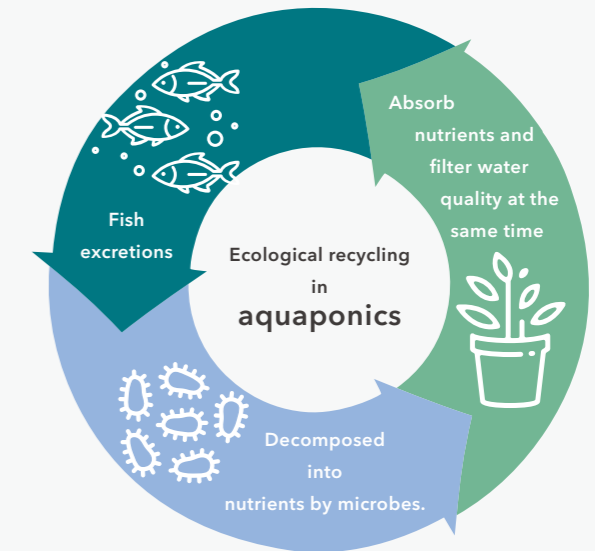 Absorb
nutrients and
filter water
quality at the
same time
Fish
excretions
Ecological recycling
in
aquaponics
Decomposed
into
nutrients by microbes.